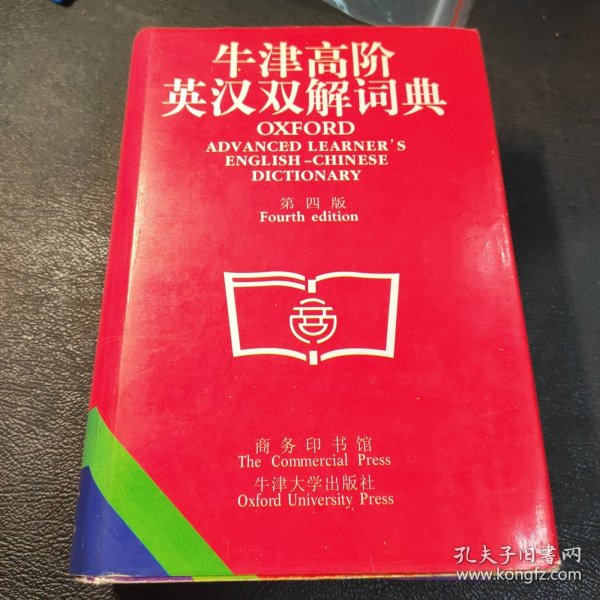 牛津高阶
英汉双解词典
OXFORD
ADVANCED LEARNER'S
ENGLISH-CHINESE
DICTIONARY
第四版
Fourth edition
商
商务印书馆
The Commercial Press
牛津大学出版社
Oxford University Press
孔夫子旧书网
www.kongfz.com